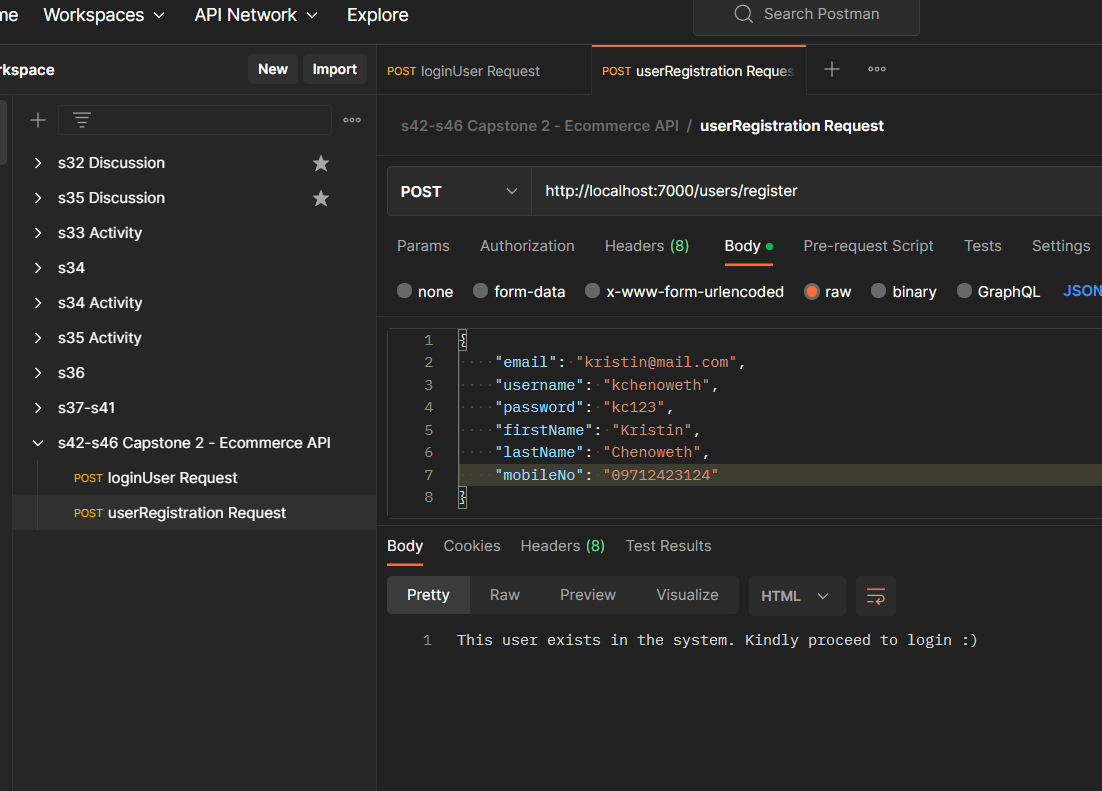 me Workspaces API Network Explore Search Postman
rkspace New Import
POST loginUser Request POST userRegistration Reques
s42-s46 Capstone 2 - Ecommerce API / userRegistration Request
s32 Discussion
s35 Discussion
s33 Activity
s34
s34 Activity
s35 Activity
s36
s37-s41
s42-s46 Capstone 2 - Ecommerce API
POST loginUser Request
POST userRegistration Request
POST http://localhost:7000/users/register
Params Authorization Headers (8) Body Pre-request Script Tests Settings
none form-data x-www-form-urlencoded raw binary GraphQL JSON
1 {
2 "email": "kristin@mail.com",
3 "username": "kchenoweth",
4 "password": "kc123",
5 "firstName": "Kristin",
6 "lastName": "Chenoweth",
7 "mobileNo": "09712423124"
8 }
Body Cookies Headers (8) Test Results
Pretty Raw Preview Visualize HTML
1 This user exists in the system. Kindly proceed to login :)